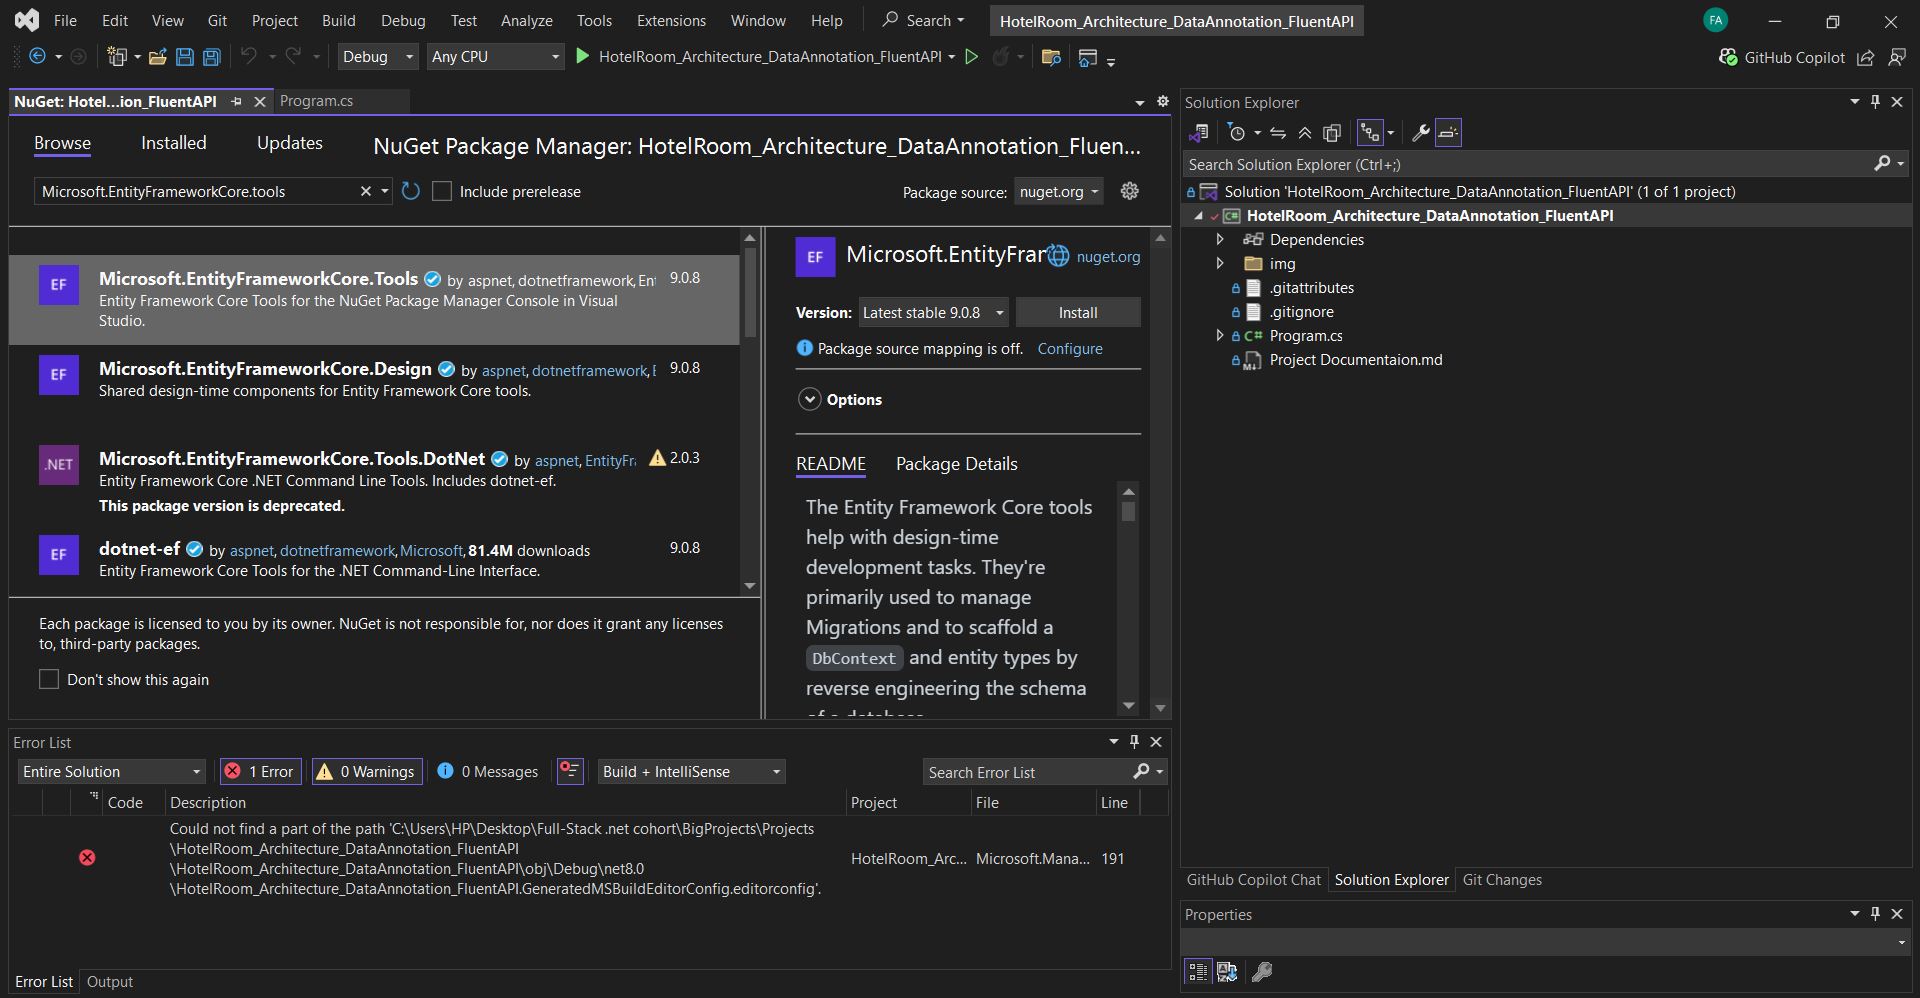 File Edit View Git Project Build Debug Test Analyze Tools Extensions Window Help Search HotelRoom_Architecture_DataAnnotation_FluentAPI FA
Debug Any CPU HotelRoom_Architecture_DataAnnotation_FluentAPI GitHub Copilot
NuGet: Hotel...ion_FluentAPI Program.cs
Browse Installed Updates NuGet Package Manager: HotelRoom_Architecture_DataAnnotation_Fluen...
Microsoft.EntityFrameworkCore.tools Include prerelease Package source: nuget.org
EF Microsoft.EntityFrameworkCore.Tools by aspnet, dotnetframework, Ent 9.0.8
Entity Framework Core Tools for the NuGet Package Manager Console in Visual
Studio.
EF Microsoft.EntityFrameworkCore.Design by aspnet, dotnetframework, E 9.0.8
Shared design-time components for Entity Framework Core tools.
.NET Microsoft.EntityFrameworkCore.Tools.DotNet by aspnet, EntityFra 2.0.3
Entity Framework Core .NET Command Line Tools. Includes dotnet-ef.
This package version is deprecated.
EF dotnet-ef by aspnet, dotnetframework, Microsoft, 81.4M downloads 9.0.8
Entity Framework Core Tools for the .NET Command-Line Interface.
Each package is licensed to you by its owner. NuGet is not responsible for, nor does it grant any licenses
to, third-party packages.
Don't show this again
EF Microsoft.EntityFrar nuget.org
Version: Latest stable 9.0.8 Install
Package source mapping is off. Configure
Options
README Package Details
The Entity Framework Core tools
help with design-time
development tasks. They're
primarily used to manage
Migrations and to scaffold a
DbContext and entity types by
reverse engineering the schema
of a database.
Error List
Entire Solution 1 Error 0 Warnings 0 Messages Build + IntelliSense Search Error List
Code Description Project File Line
Could not find a part of the path 'C:\Users\HP\Desktop\Full-Stack .net cohort\BigProjects\Projects
\HotelRoom_Architecture_DataAnnotation_FluentAPI
\HotelRoom_Architecture_DataAnnotation_FluentAPI\obj\Debug\net8.0
\HotelRoom_Architecture_DataAnnotation_FluentAPI.GeneratedMSBuildEditorConfig.editorconfig'.
HotelRoom_Arc... Microsoft.Mana... 191
Error List Output
Solution Explorer
Search Solution Explorer (Ctrl+;)
Solution 'HotelRoom_Architecture_DataAnnotation_FluentAPI' (1 of 1 project)
C# HotelRoom_Architecture_DataAnnotation_FluentAPI
Dependencies
img
.gitattributes
.gitignore
C# Program.cs
M↓ Project Documentaion.md
GitHub Copilot Chat Solution Explorer Git Changes
Properties